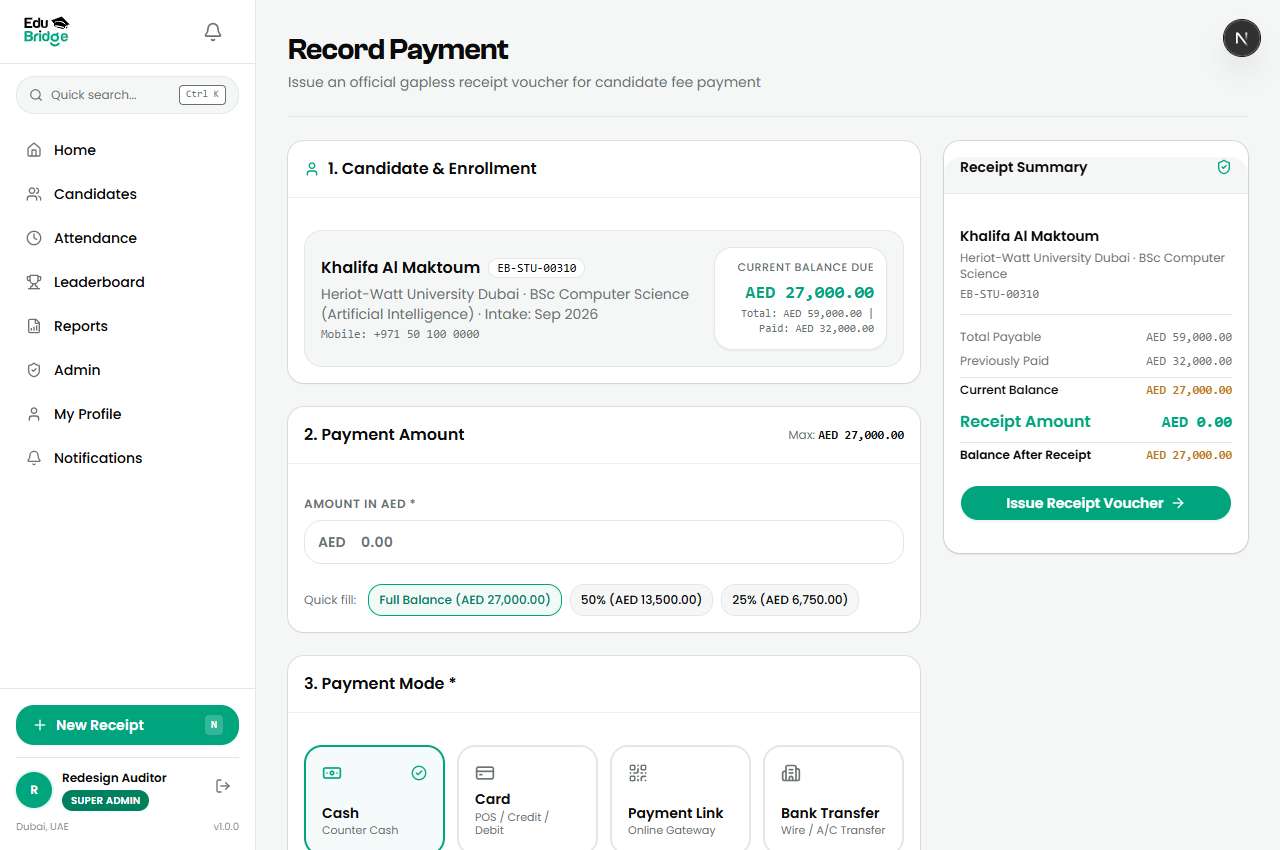 Edu
Bridge
Quick search...
Ctrl K
Home
Candidates
Attendance
Leaderboard
Reports
Admin
My Profile
Notifications
New Receipt
N
R
Redesign Auditor
SUPER ADMIN
Dubai, UAE
v1.0.0
Record Payment
Issue an official gapless receipt voucher for candidate fee payment
N
1. Candidate & Enrollment
Khalifa Al Maktoum
EB-STU-00310
Heriot-Watt University Dubai · BSc Computer Science
(Artificial Intelligence) · Intake: Sep 2026
Mobile: +971 50 100 0000
CURRENT BALANCE DUE
AED 27,000.00
Total: AED 59,000.00 |
Paid: AED 32,000.00
2. Payment Amount
Max: AED 27,000.00
AMOUNT IN AED *
AED 0.00
Quick fill:
Full Balance (AED 27,000.00)
50% (AED 13,500.00)
25% (AED 6,750.00)
3. Payment Mode *
Cash
Counter Cash
Card
POS / Credit /
Debit
Payment Link
Online Gateway
Bank Transfer
Wire / A/C Transfer
Receipt Summary
Khalifa Al Maktoum
Heriot-Watt University Dubai · BSc Computer
Science
EB-STU-00310
Total Payable AED 59,000.00
Previously Paid AED 32,000.00
Current Balance AED 27,000.00
Receipt Amount AED 0.00
Balance After Receipt AED 27,000.00
Issue Receipt Voucher →